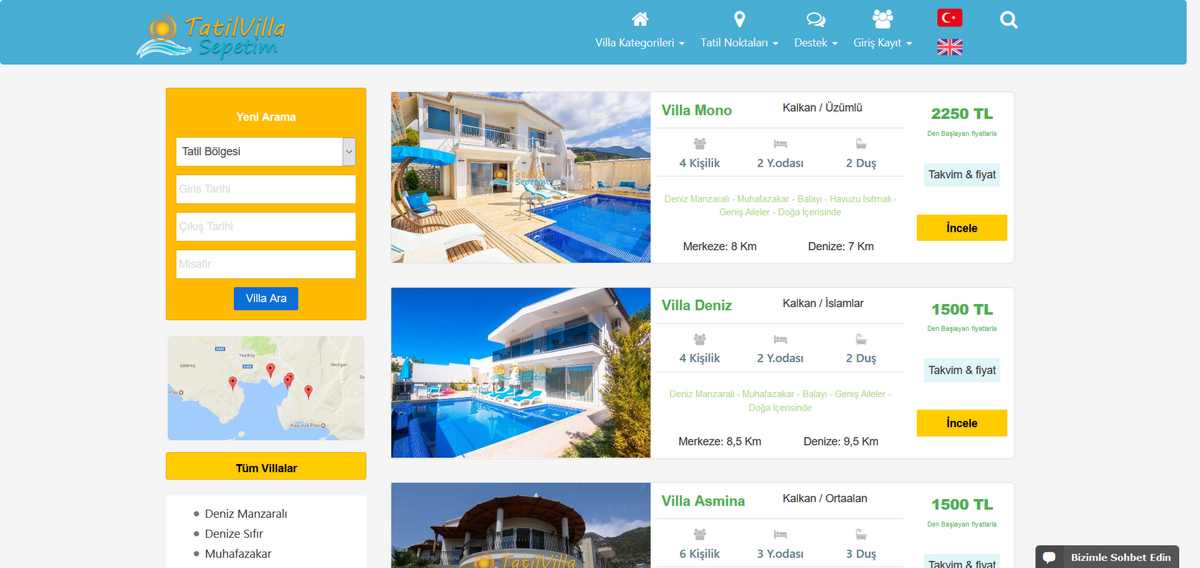 TatilVilla
Sepetim
Villa Kategorileri
Tatil Noktaları
Destek
Giriş Kayıt
Yeni Arama
Tatil Bölgesi
Giriş Tarihi
Çıkış Tarihi
Misafir
Villa Ara
Tüm Villalar
Deniz Manzaralı
Denize Sıfır
Muhafazakar
Villa Mono
Kalkan / Üzümlü
4 Kişilik
2 Y.odası
2 Duş
Deniz Manzaralı - Muhafazakar - Balayı - Havuzu Isıtmalı -
Geniş Aileler - Doğa İçerisinde
Merkeze: 8 Km
Denize: 7 Km
2250 TL
Den Başlayan fiyatlarla
Takvim & fiyat
İncele
Villa Deniz
Kalkan / İslamlar
4 Kişilik
2 Y.odası
2 Duş
Deniz Manzaralı - Muhafazakar - Balayı - Geniş Aileler -
Doğa İçerisinde
Merkeze: 8,5 Km
Denize: 9,5 Km
1500 TL
Den Başlayan fiyatlarla
Takvim & fiyat
İncele
Villa Asmina
Kalkan / Ortaalan
6 Kişilik
3 Y.odası
3 Duş
1500 TL
Den Başlayan fiyatlarla
Takvim & fiyat
Bizimle Sohbet Edin